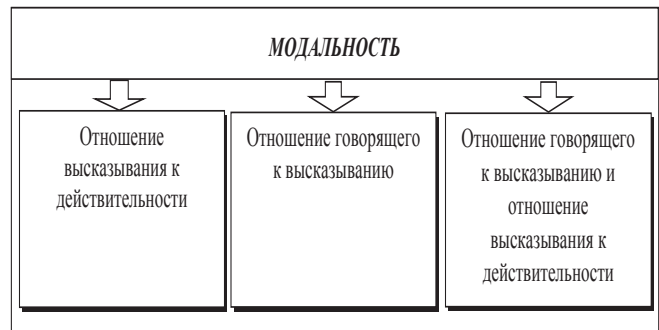 МОДАЛЬНОСТЬ
Отношение
высказывания к
действительности
Отношение говорящего
к высказыванию
Отношение говорящего
к высказыванию и
отношение
высказывания к
действительности